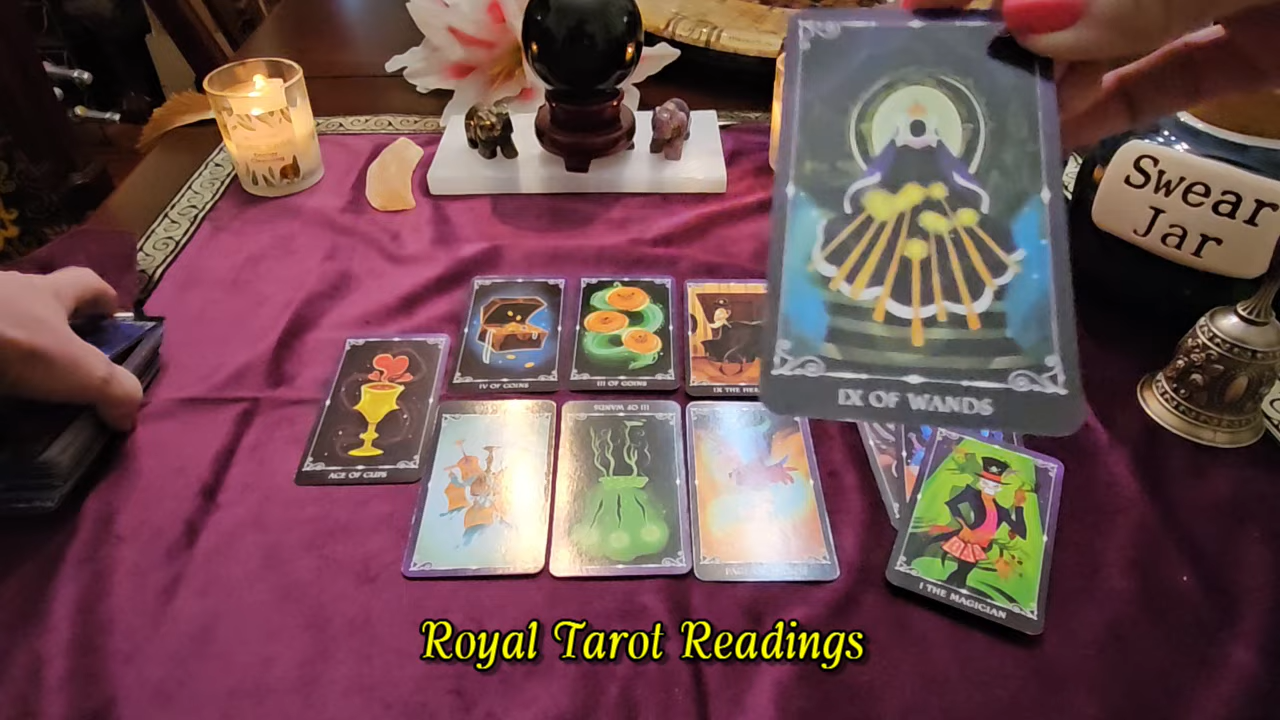 Swear
Jar
IX OF WANDS
IV OF COINS
III OF COINS
IX THE HER
ACE OF CUPS
III OF WANDS
I THE MAGICIAN
Royal Tarot Readings